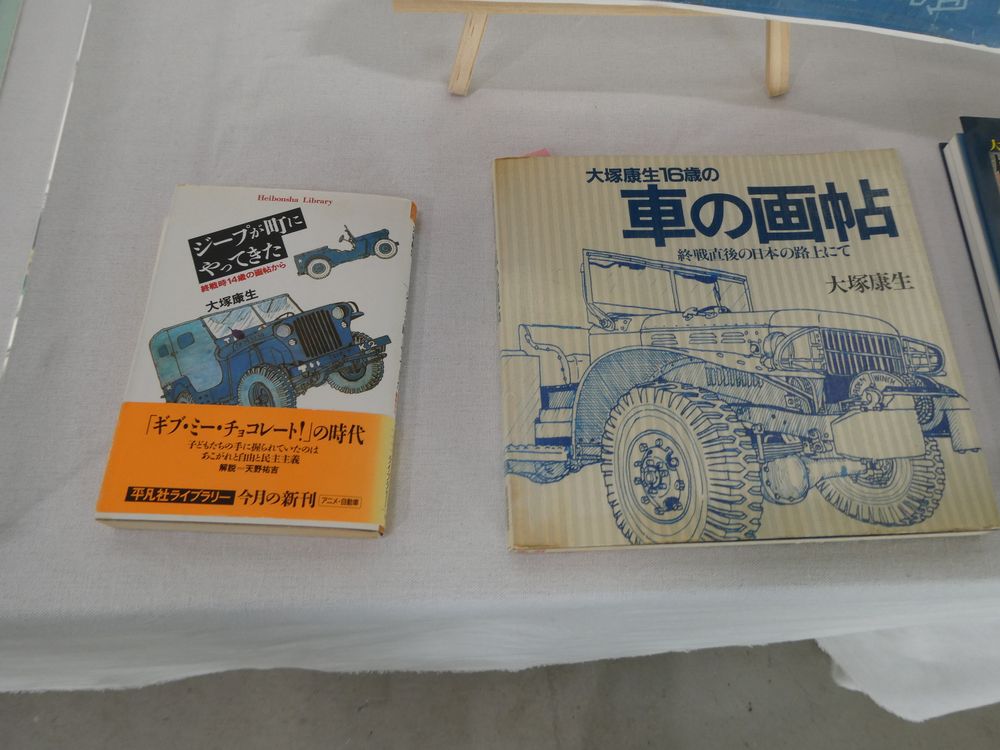 Heibonsha Library
ジープが町に
やってきた
終戦時14歳の画帖から
大塚康生
「ギブ・ミー・チョコレート!」の時代
子どもたちの手に握られていたのは
あこがれと自由と民主主義
解説=天野祐吉
平凡社ライブラリー 今月の新刊 アニメ・自動車
大塚康生16歳の
車の画帖
終戦直後の日本の路上にて
大塚康生